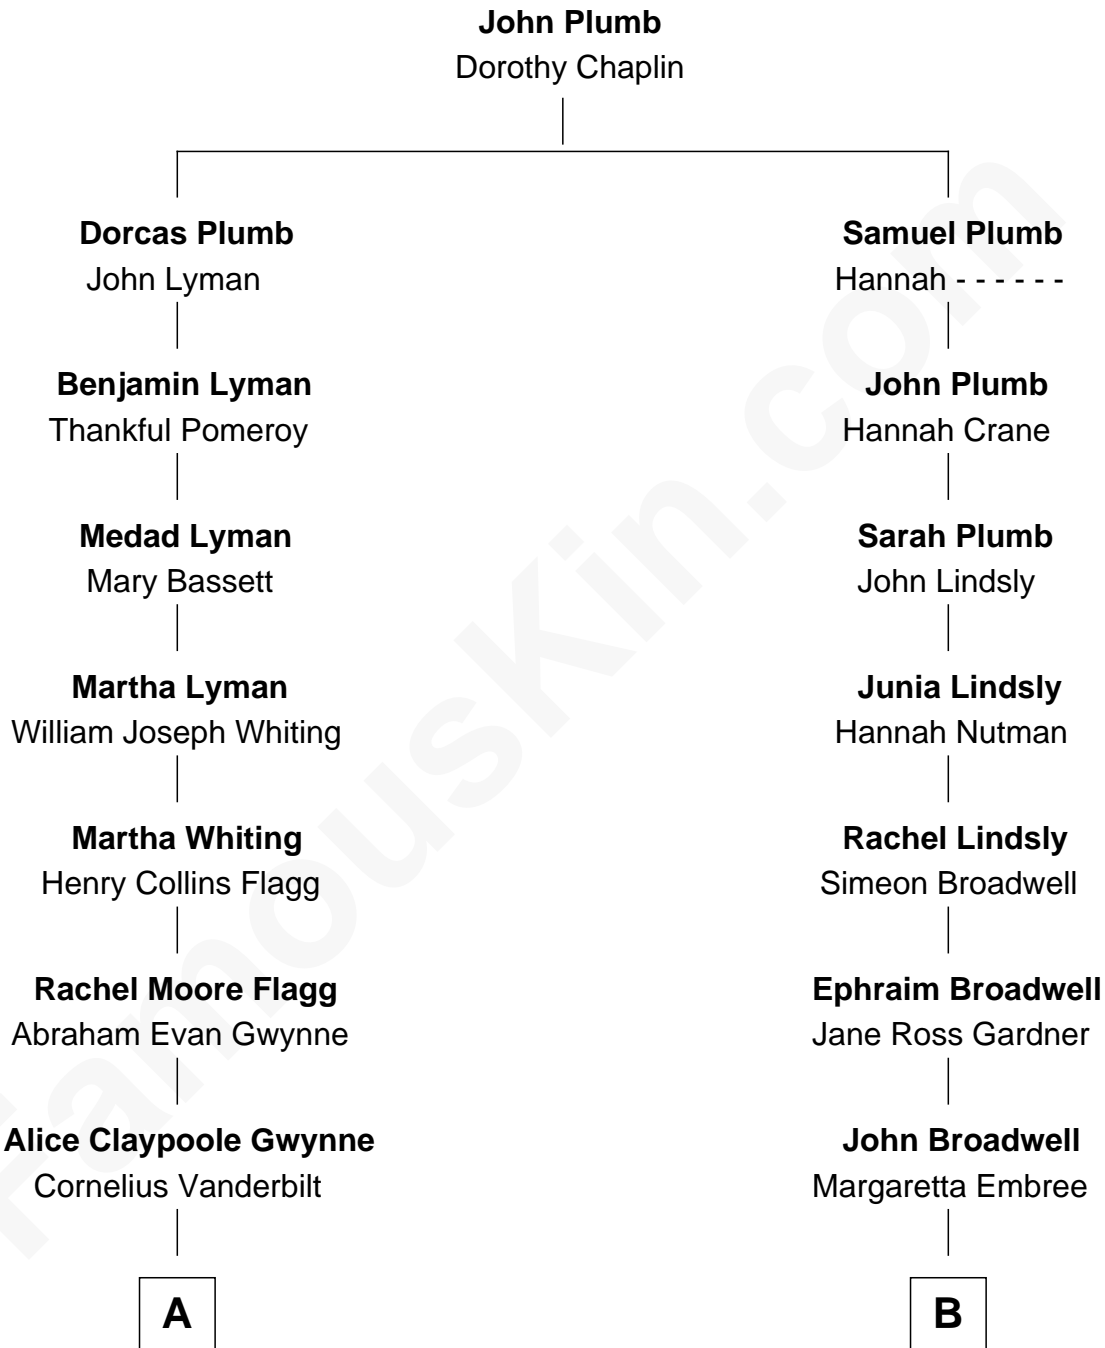 John Plumb
Dorothy Chaplin
Dorcas Plumb
John Lyman
Samuel Plumb
Hannah - - - - - -
Benjamin Lyman
Thankful Pomeroy
John Plumb
Hannah Crane
Medad Lyman
Mary Bassett
Sarah Plumb
John Lindsly
Martha Lyman
William Joseph Whiting
Junia Lindsly
Hannah Nutman
Martha Whiting
Henry Collins Flagg
Rachel Lindsly
Simeon Broadwell
Rachel Moore Flagg
Abraham Evan Gwynne
Ephraim Broadwell
Jane Ross Gardner
Alice Claypoole Gwynne
Cornelius Vanderbilt
John Broadwell
Margaretta Embree
A
B
FamousKin.com